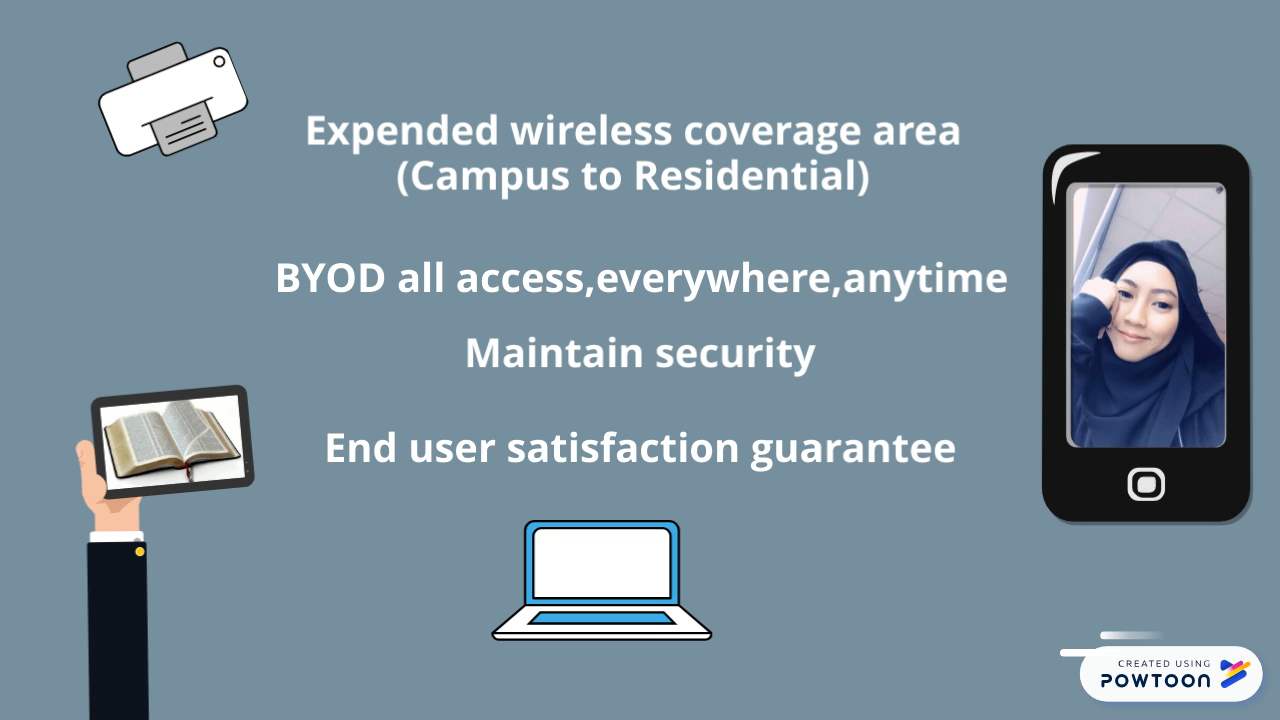 Expended wireless coverage area
(Campus to Residential)
BYOD all access,everywhere,anytime
Maintain security
End user satisfaction guarantee
CREATED USING
POWTOON